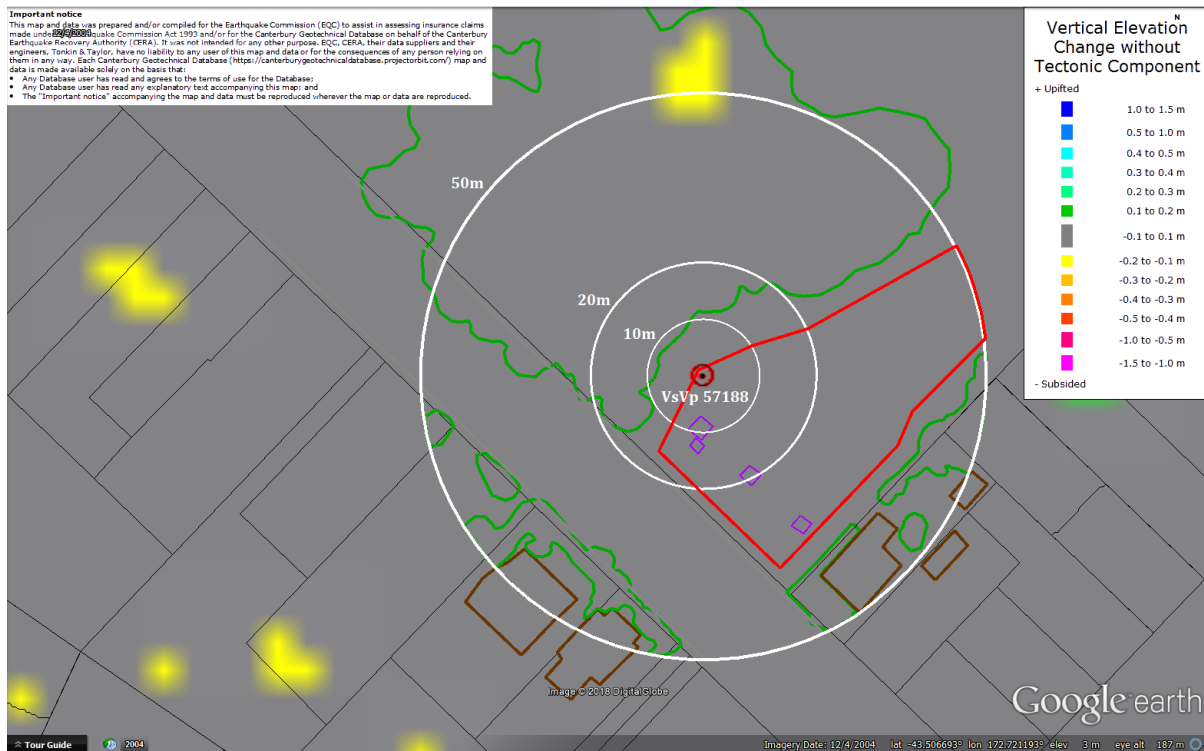 Important notice
This map and data was prepared and/or compiled for the Earthquake Commission (EQC) to assist in assessing insurance claims
made under quake Commission Act 1993 and/or for the Canterbury Geotechnical Database on behalf of the Canterbury
Earthquake Recovery Authority (CERA). It was not intended for any other purpose. EQC, CERA, their data suppliers and their
engineers, Tonkin & Taylor, have no liability to any user of this map and data or for the consequences of any person relying on
them in any way. Each Canterbury Geotechnical Database (https://canterburygeotechnicaldatabase.projectorbit.com/) map and
data is made available solely on the basis that:
• Any Database user has read and agrees to the terms of use for the Database;
• Any Database user has read any explanatory text accompanying this map; and
• The "Important notice" accompanying the map and data must be reproduced wherever the map or data are reproduced.
N
Vertical Elevation
Change without
Tectonic Component
+ Upifted
1.0 to 1.5 m
0.5 to 1.0 m
0.4 to 0.5 m
0.3 to 0.4 m
0.2 to 0.3 m
0.1 to 0.2 m
-0.1 to 0.1 m
-0.2 to -0.1 m
-0.3 to -0.2 m
-0.4 to -0.3 m
-0.5 to -0.4 m
-1.0 to -0.5 m
-1.5 to -1.0 m
- Subsided
50m
20m
10m
VsVp 57188
Image © 2018 DigitalGlobe
Google earth
Tour Guide
2004
Imagery Date: 12/4/2004 lat -43.506693° lon 172.721193° elev 3 m eye alt 187 m